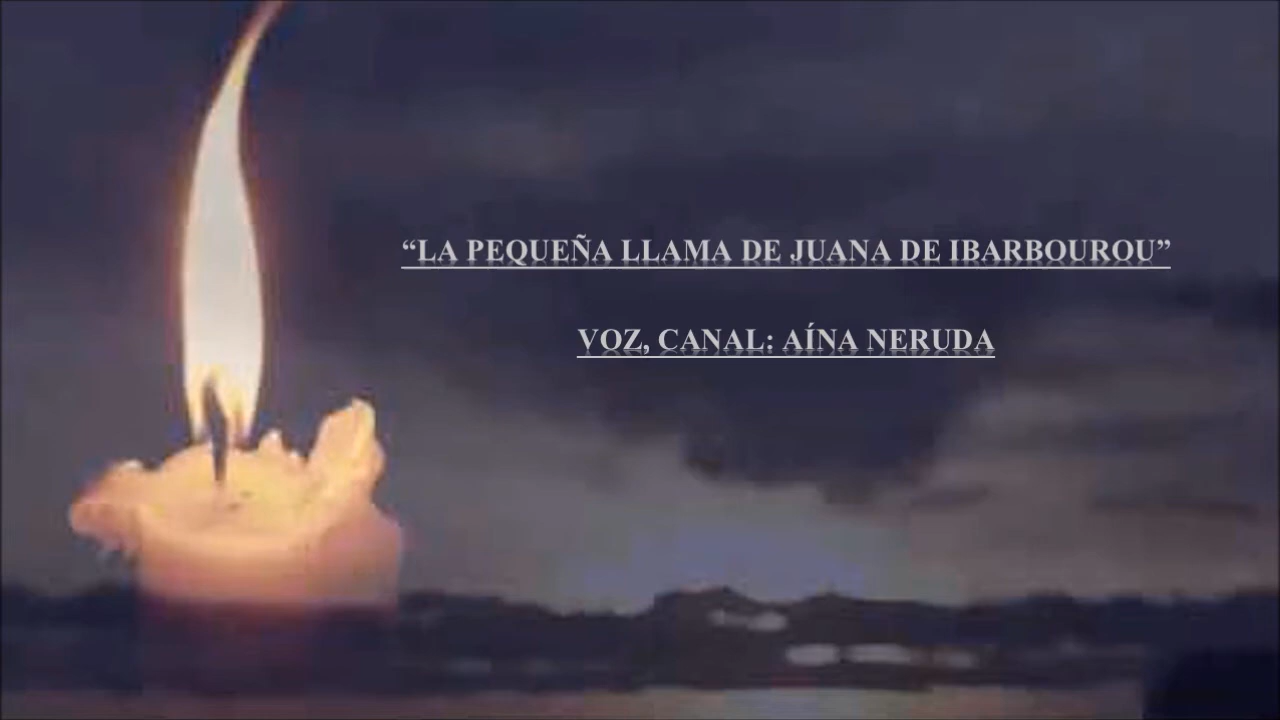 “LA PEQUEÑA LLAMA DE JUANA DE IBARBOUROU”
VOZ, CANAL: AÍNA NERUDA